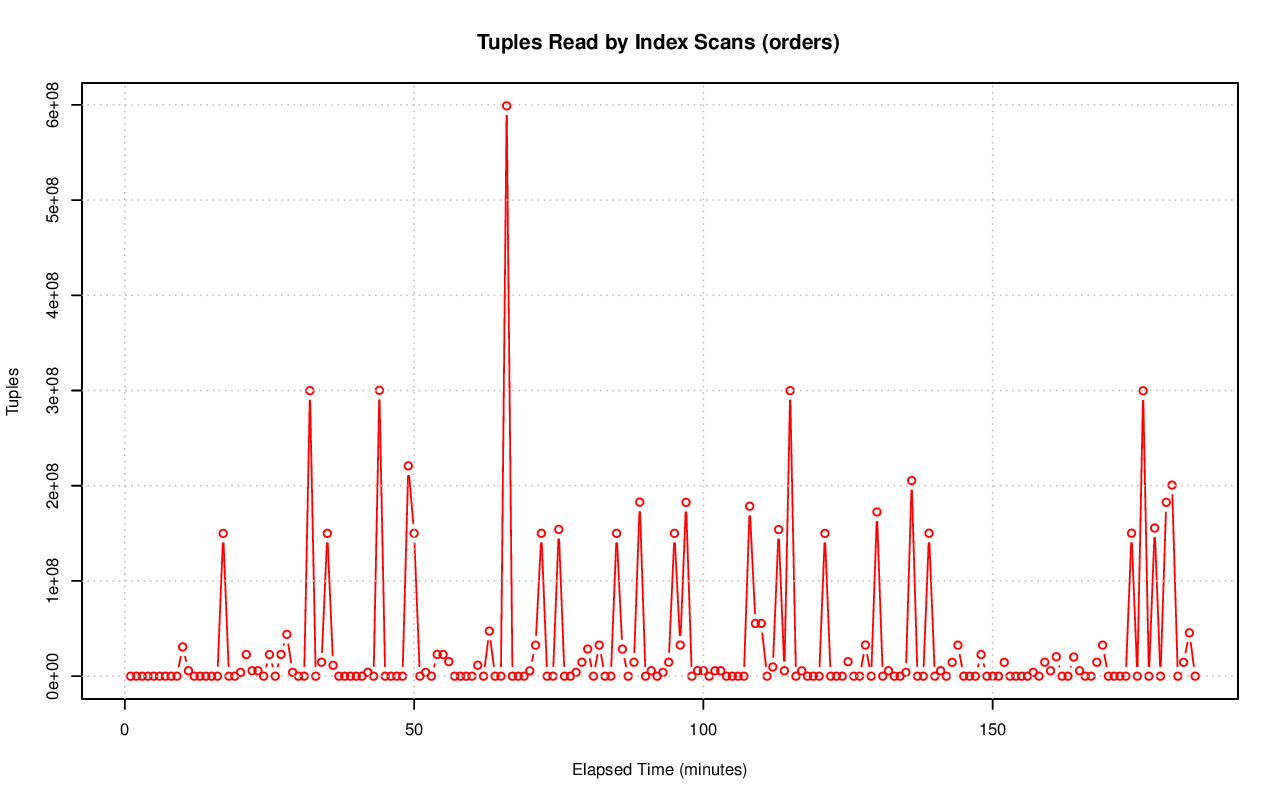 Tuples Read by Index Scans (orders)
Tuples
6e+08
5e+08
4e+08
3e+08
2e+08
1e+08
0e+00
0 50 100 150
Elapsed Time (minutes)